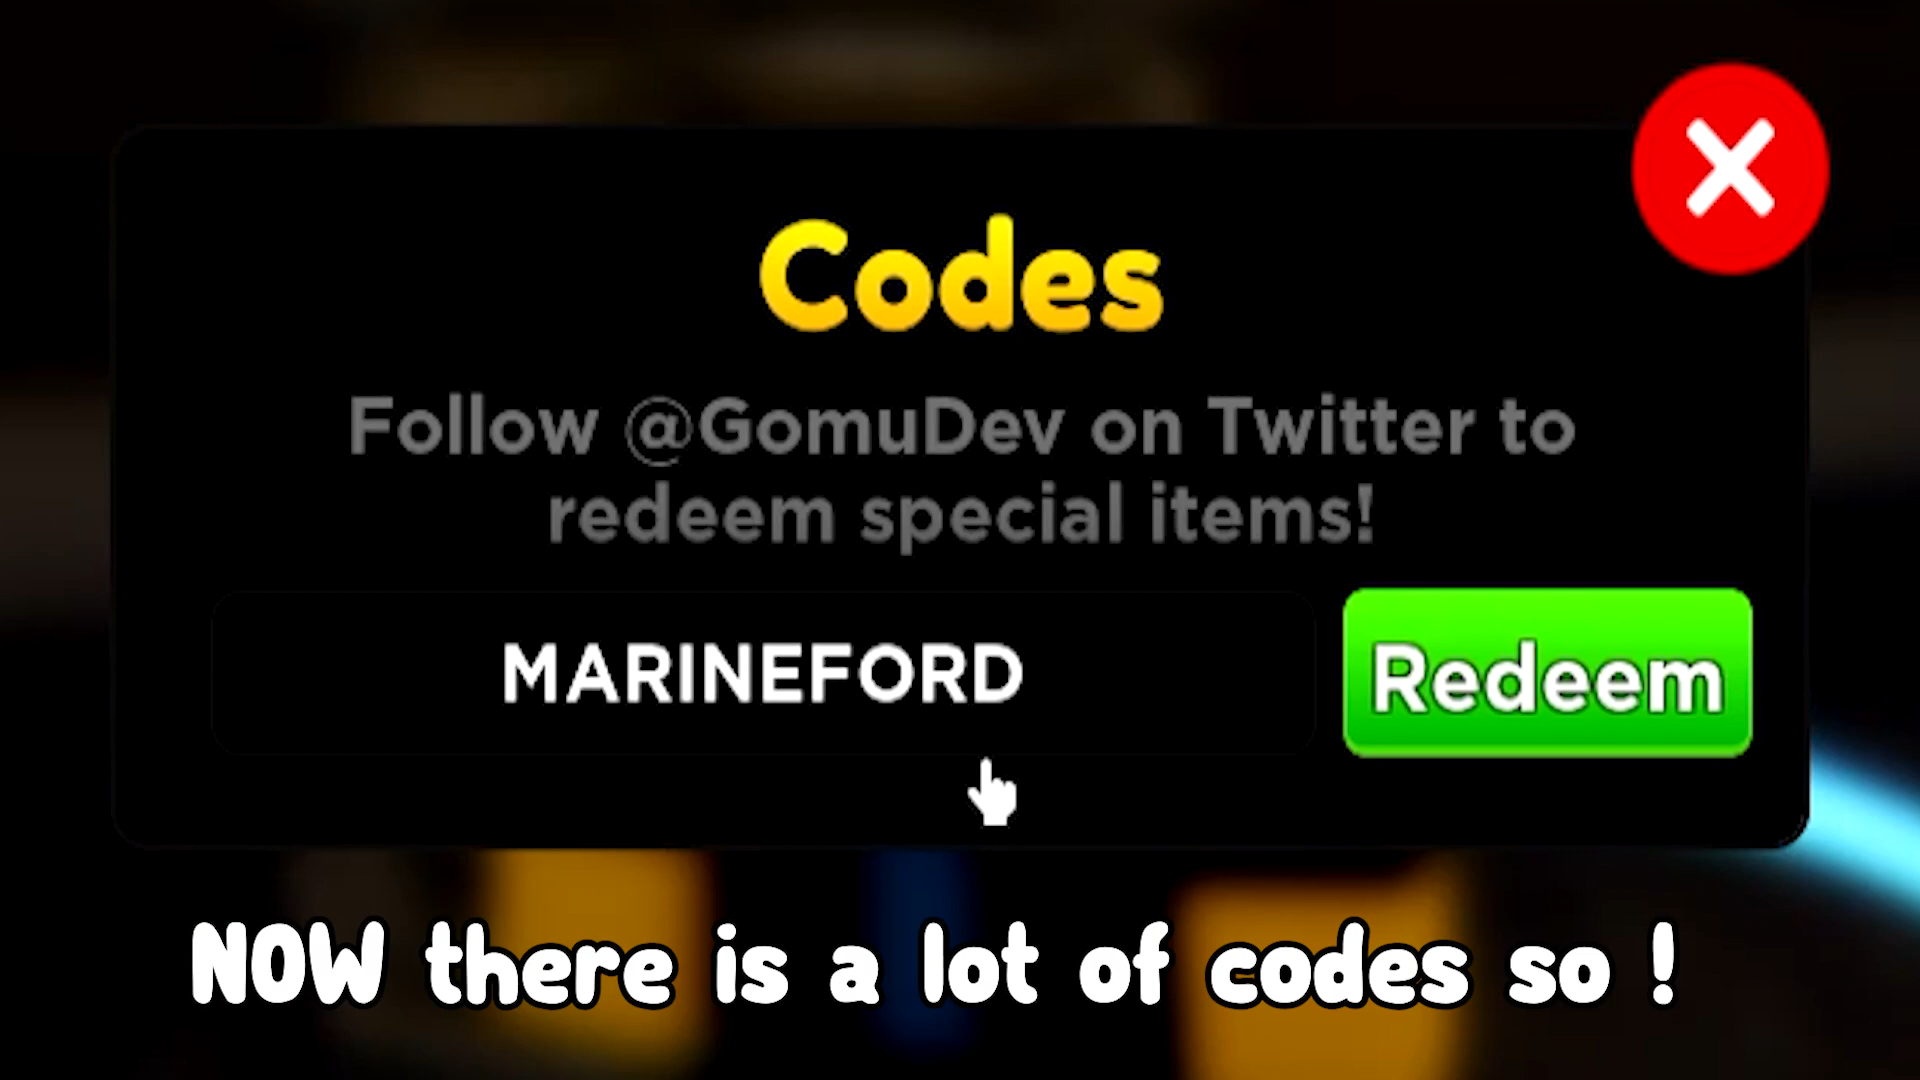 Codes
Follow @GomuDev on Twitter to
redeem special items!
MARINEFORD
Redeem
NOW there is a lot of codes so !